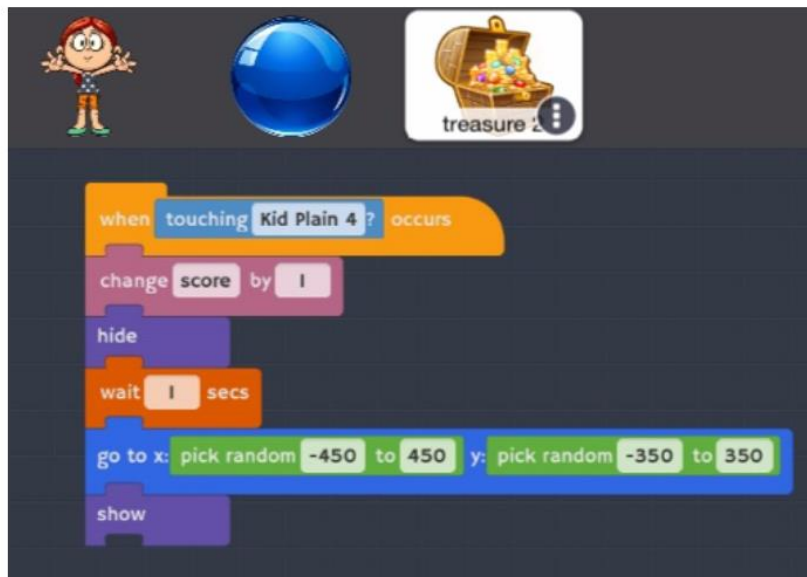 treasure 2
when touching Kid Plain 4 ? occurs
change score by 1
hide
wait 1 secs
go to x: pick random -450 to 450 y: pick random -350 to 350
show